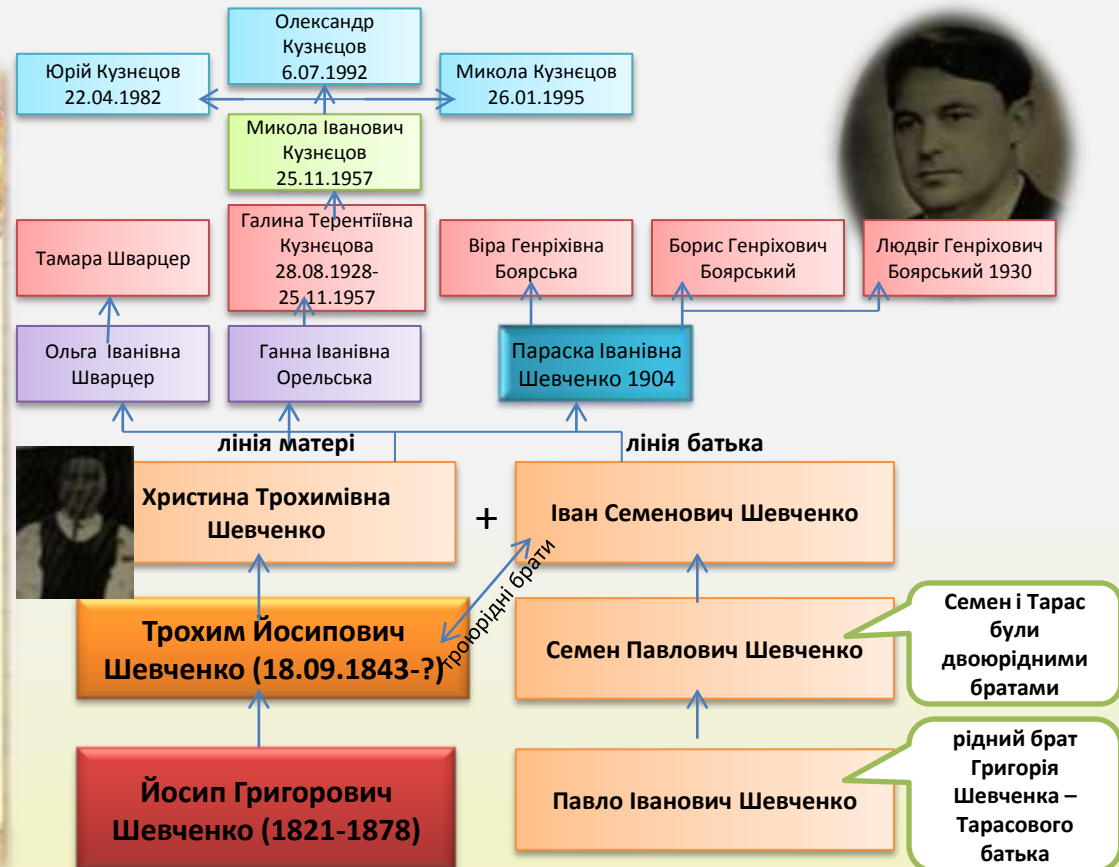 Олександр
Кузнєцов
6.07.1992
Юрій Кузнєцов
22.04.1982
Микола Кузнєцов
26.01.1995
Микола Іванович
Кузнєцов
25.11.1957
Тамара Шварцер
Галина Терентіївна
Кузнєцова
28.08.1928-
25.11.1957
Віра Генріхівна
Боярська
Борис Генріхович
Боярський
Людвіг Генріхович
Боярський 1930
Ольга Іванівна
Шварцер
Ганна Іванівна
Орельська
Параска Іванівна
Шевченко 1904
лінія матері
лінія батька
Христина Трохимівна
Шевченко
+
Іван Семенович Шевченко
троюрідні брати
Трохим Йосипович
Шевченко (18.09.1843-?)
Семен Павлович Шевченко
Семен і Тарас
були
двоюрідними
братами
Йосип Григорович
Шевченко (1821-1878)
Павло Іванович Шевченко
рідний брат
Григорія
Шевченка –
Тарасового
батька